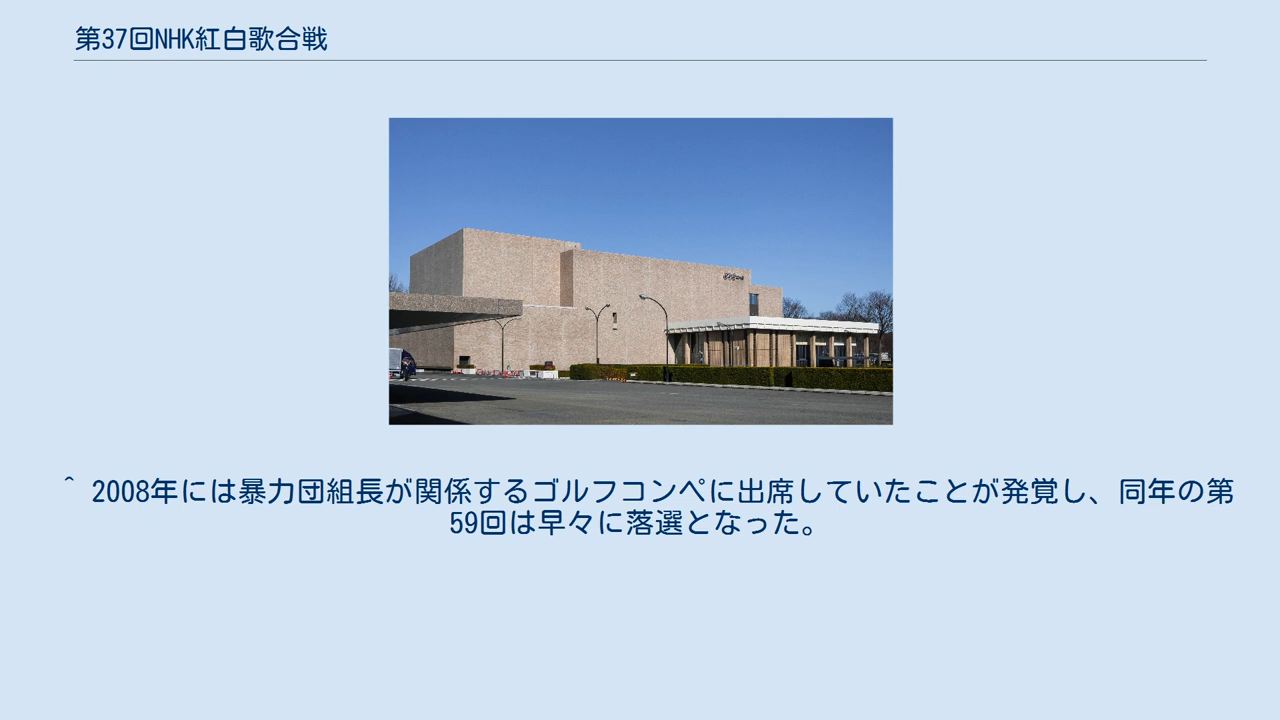 第37回NHK紅白歌合戦
^ 2008年には暴力団組長が関係するゴルフコンペに出席していたことが発覚し、同年の第
59回は早々に落選となった。